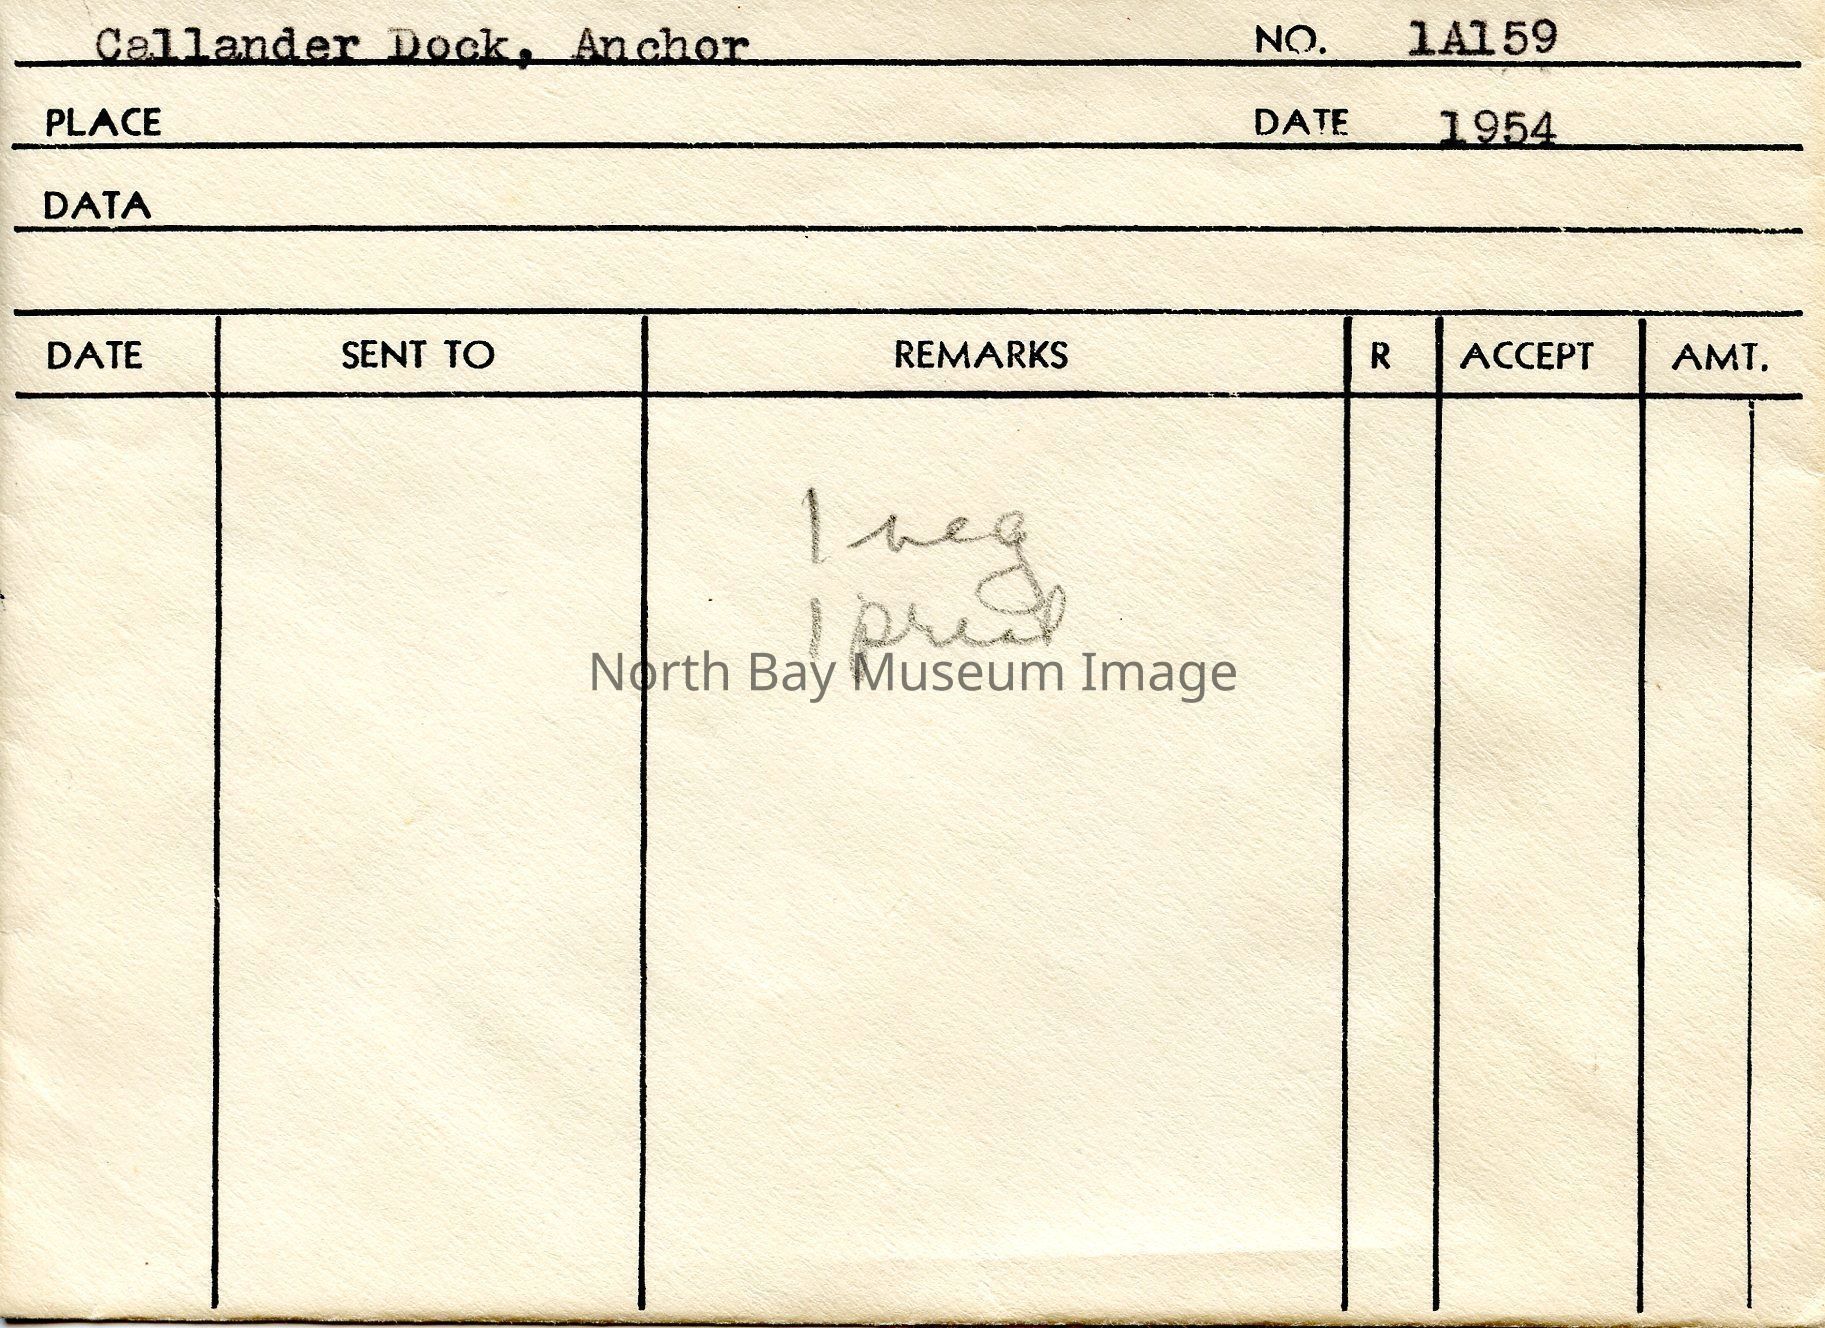 Callander Dock, Anchor NO. 1A159
PLACE DATE 1954
DATA
DATE SENT TO REMARKS R ACCEPT AMT.
1 neg
1 print
North Bay Museum Image